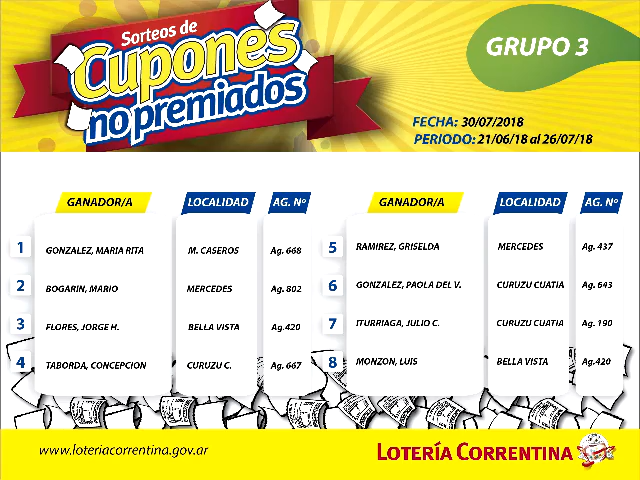 Sorteos de
Cupones
no premiados
GRUPO 3
FECHA: 30/07/2018
PERIODO: 21/06/18 al 26/07/18
GANADOR/A LOCALIDAD AG. Nº
1 GONZALEZ, MARIA RITA M. CASEROS Ag. 668
2 BOGARIN, MARIO MERCEDES Ag. 802
3 FLORES, JORGE H. BELLA VISTA Ag.420
4 TABORDA, CONCEPCION CURUZU C. Ag. 667
GANADOR/A LOCALIDAD AG. Nº
5 RAMIREZ, GRISELDA MERCEDES Ag. 437
6 GONZALEZ, PAOLA DEL V. CURUZU CUATIA Ag. 643
7 ITURRIAGA, JULIO C. CURUZU CUATIA Ag. 190
8 MONZON, LUIS BELLA VISTA Ag.420
www.loteriacorrentina.gov.ar
LOTERÍA CORRENTINA